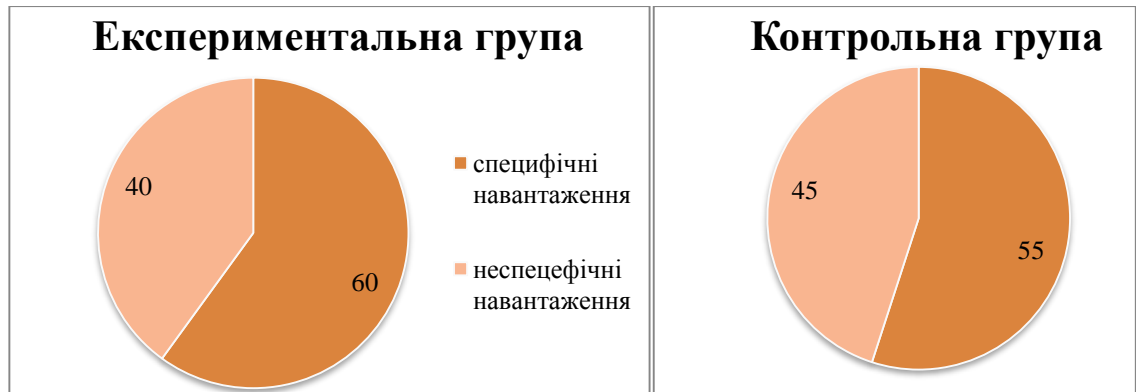 Експериментальна група
40
60
специфічні
навантаження
неспецефічні
навантаження
Контрольна група
45
55